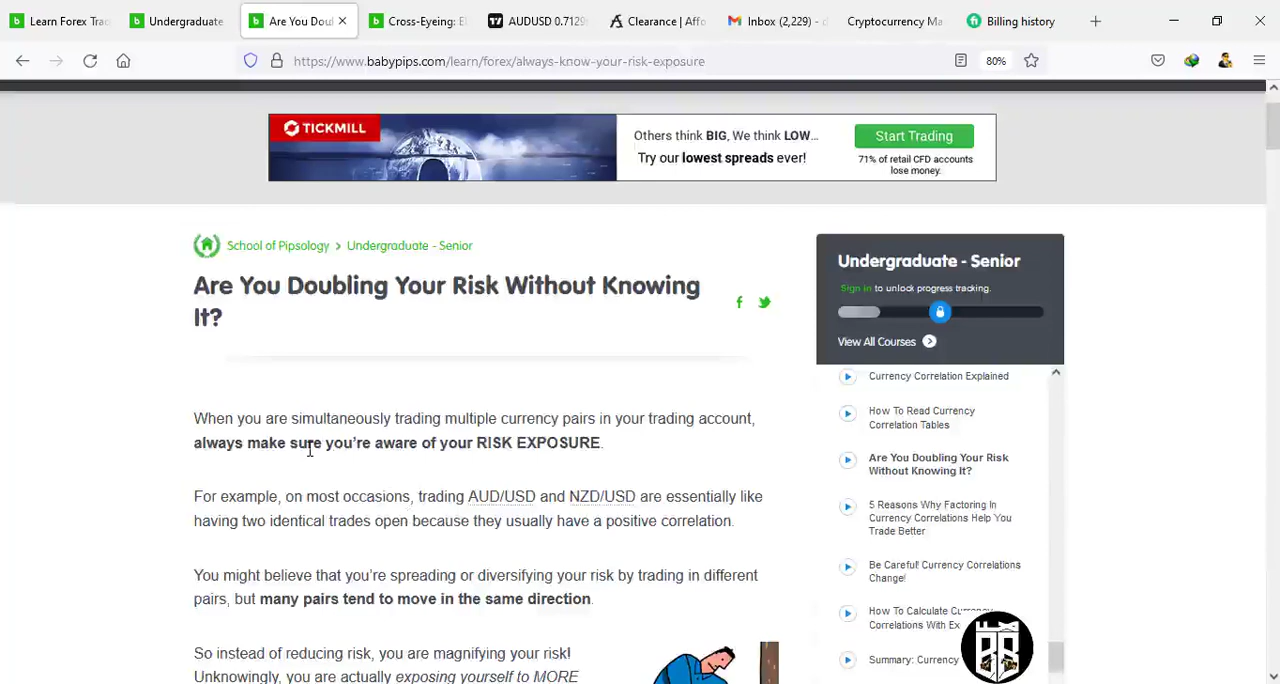 Learn Forex Tra
Undergraduate
Are You Doul
Cross-Eyeing: E
AUDUSD 0.7129
Clearance | Affo
Inbox (2,229) - d
Cryptocurrency Ma
Billing history
https://www.babypips.com/learn/forex/always-know-your-risk-exposure
80%
TICKMILL
Others think BIG, We think LOW...
Try our lowest spreads ever!
Start Trading
71% of retail CFD accounts
lose money.
School of Pipsology > Undergraduate - Senior
Are You Doubling Your Risk Without Knowing
It?
When you are simultaneously trading multiple currency pairs in your trading account,
always make sure you're aware of your RISK EXPOSURE.
For example, on most occasions, trading AUD/USD and NZD/USD are essentially like
having two identical trades open because they usually have a positive correlation.
You might believe that you're spreading or diversifying your risk by trading in different
pairs, but many pairs tend to move in the same direction.
So instead of reducing risk, you are magnifying your risk!
Unknowingly, you are actually exposing yourself to MORE
Undergraduate - Senior
Sign in to unlock progress tracking.
View All Courses
Currency Correlation Explained
How To Read Currency
Correlation Tables
Are You Doubling Your Risk
Without Knowing It?
5 Reasons Why Factoring In
Currency Correlations Help You
Trade Better
Be Careful! Currency Correlations
Change!
How To Calculate Currency
Correlations With Ex
Summary: Currency